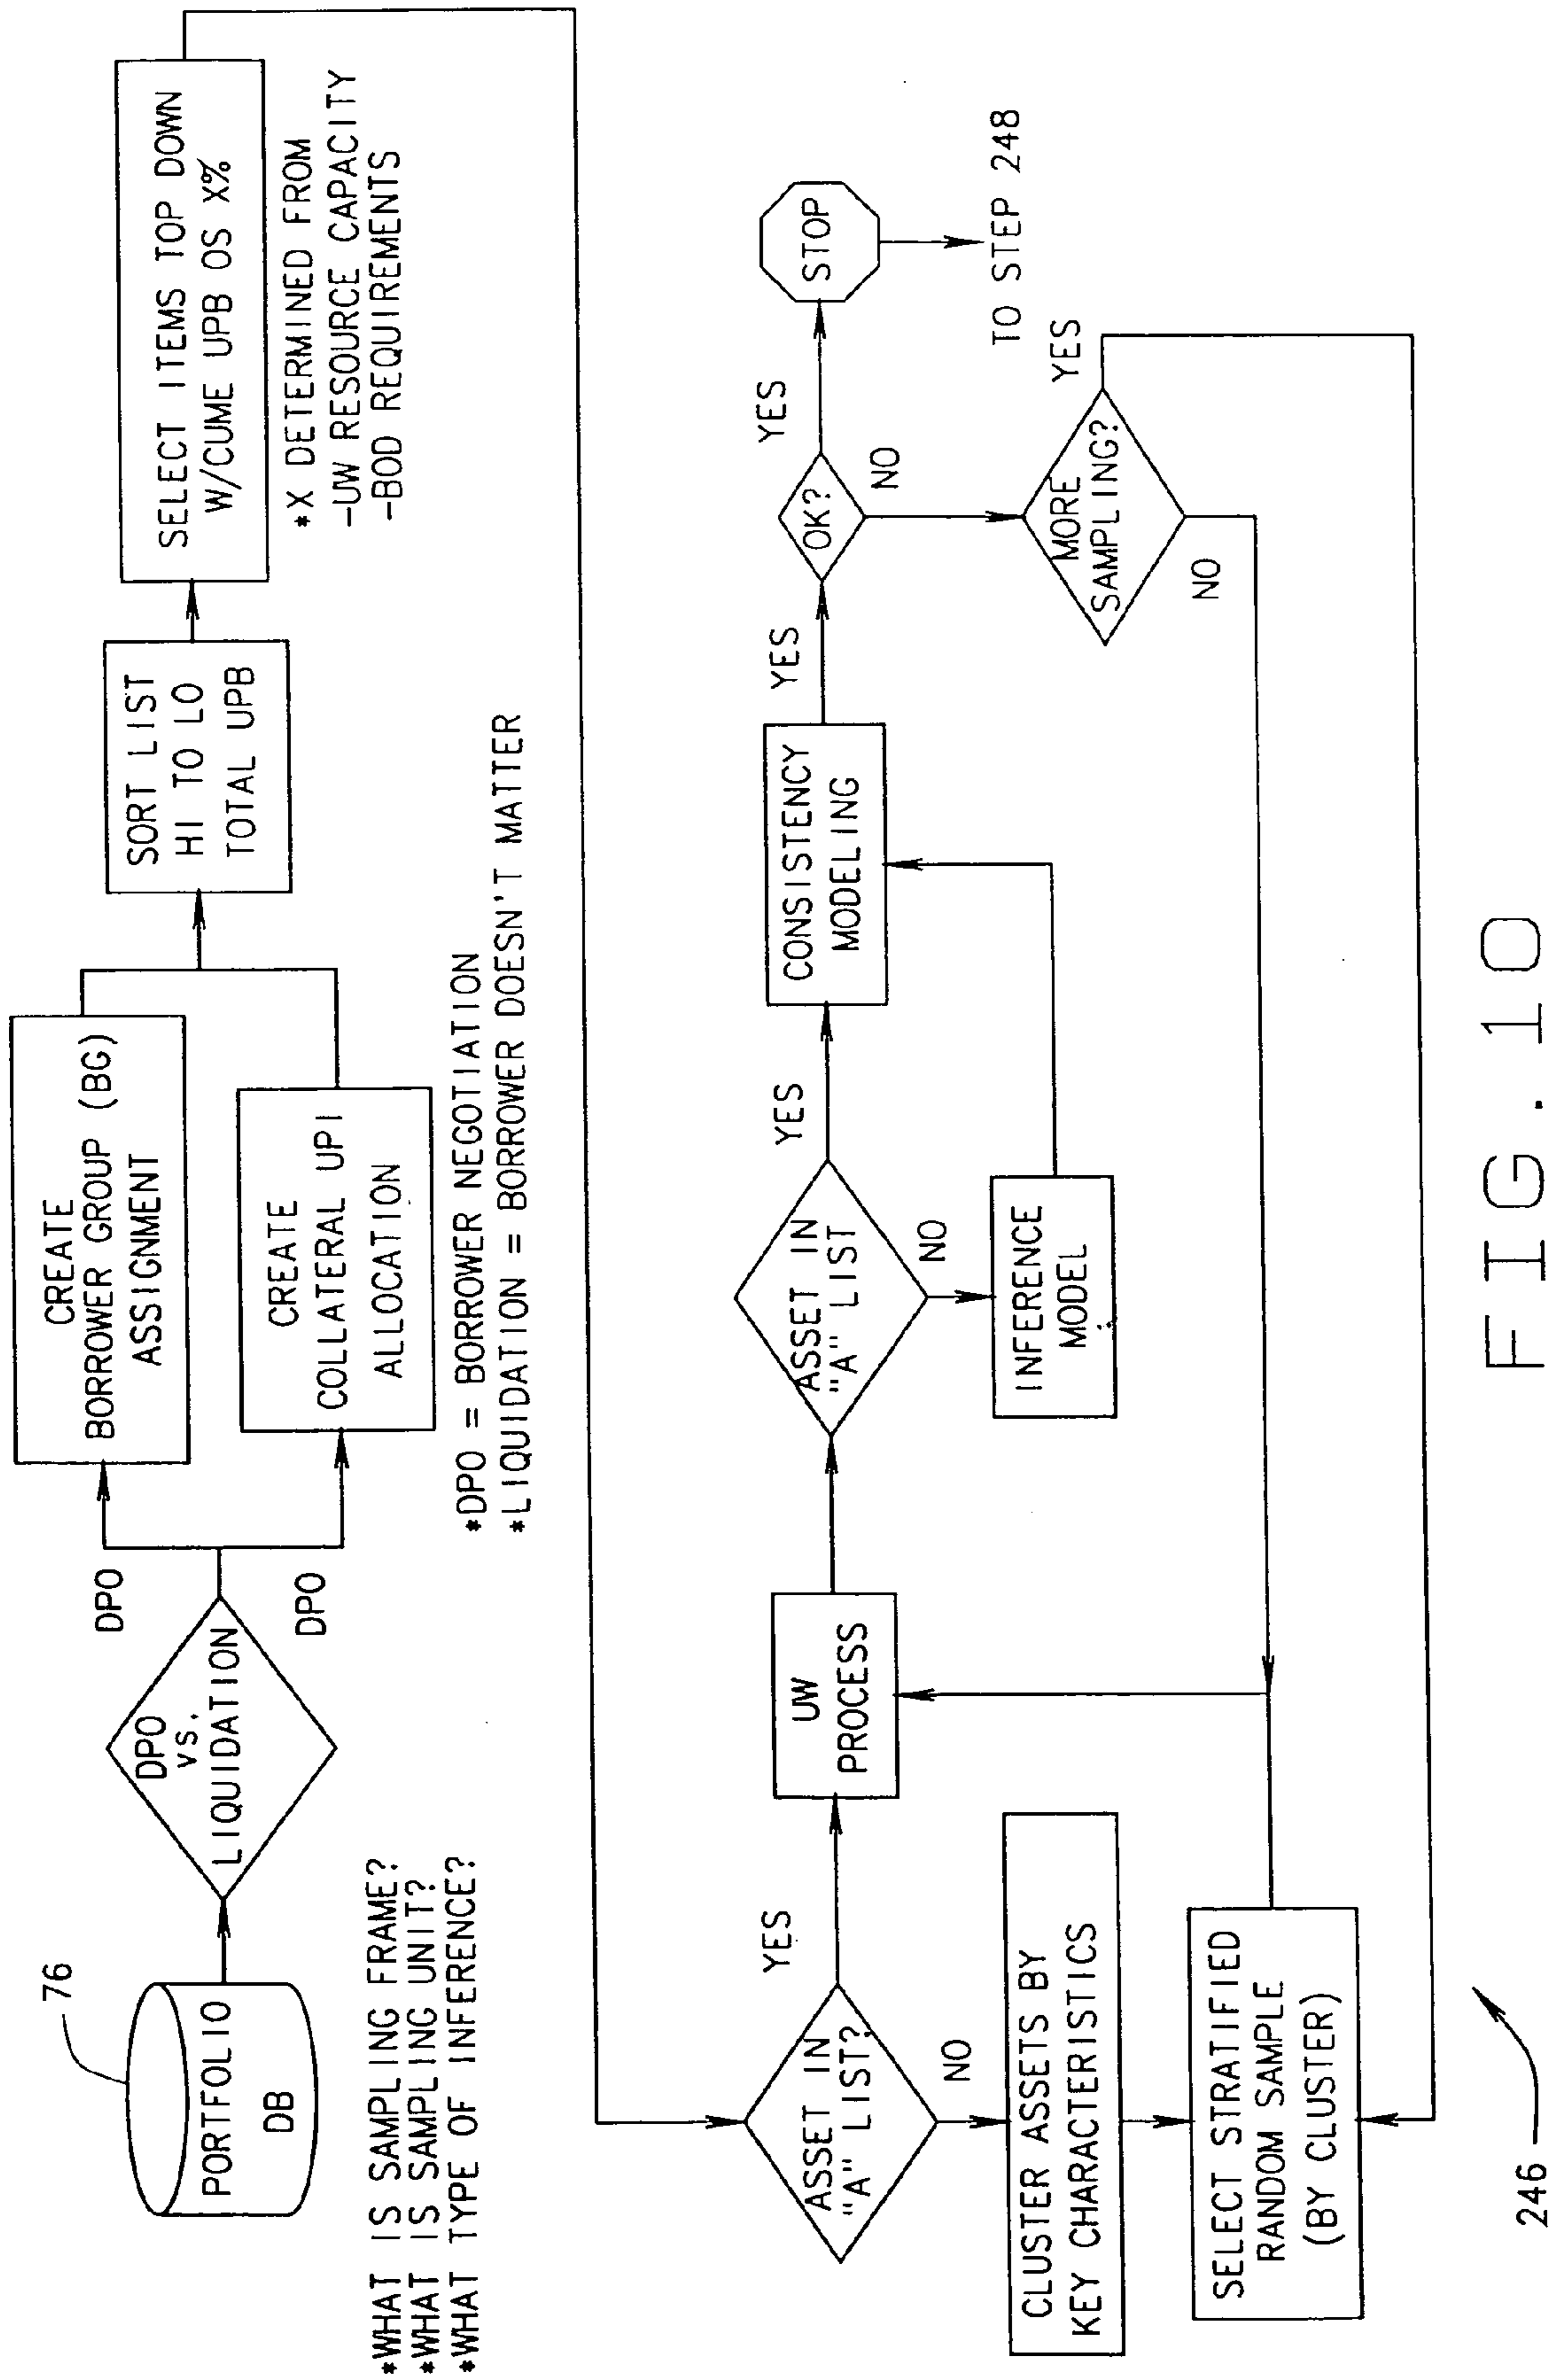 76
PORTFOLIO
DB
*WHAT IS SAMPLING FRAME?
*WHAT IS SAMPLING UNIT?
*WHAT TYPE OF INFERENCE?
DPO
VS.
LIQUIDATION
DPO
DPO
CREATE
BORROWER GROUP (BG)
ASSIGNMENT
CREATE
COLLATERAL UPI
ALLOCATION
*DPO = BORROWER NEGOTIATION
*LIQUIDATION = BORROWER DOESN'T MATTER
SORT LIST
HI TO LO
TOTAL UPB
SELECT ITEMS TOP DOWN
W/CUME UPB OS X%
*X DETERMINED FROM
-UW RESOURCE CAPACITY
-BOD REQUIREMENTS
ASSET IN
"A" LIST?
YES
NO
CLUSTER ASSETS BY
KEY CHARACTERISTICS
SELECT STRATIFIED
RANDOM SAMPLE
(BY CLUSTER)
UW
PROCESS
ASSET IN
"A" LIST
YES
NO
INFERENCE
MODEL
CONSISTENCY
MODELING
YES
OK?
YES
NO
STOP
TO STEP 248
MORE
SAMPLING?
YES
NO
246
FIG. 10